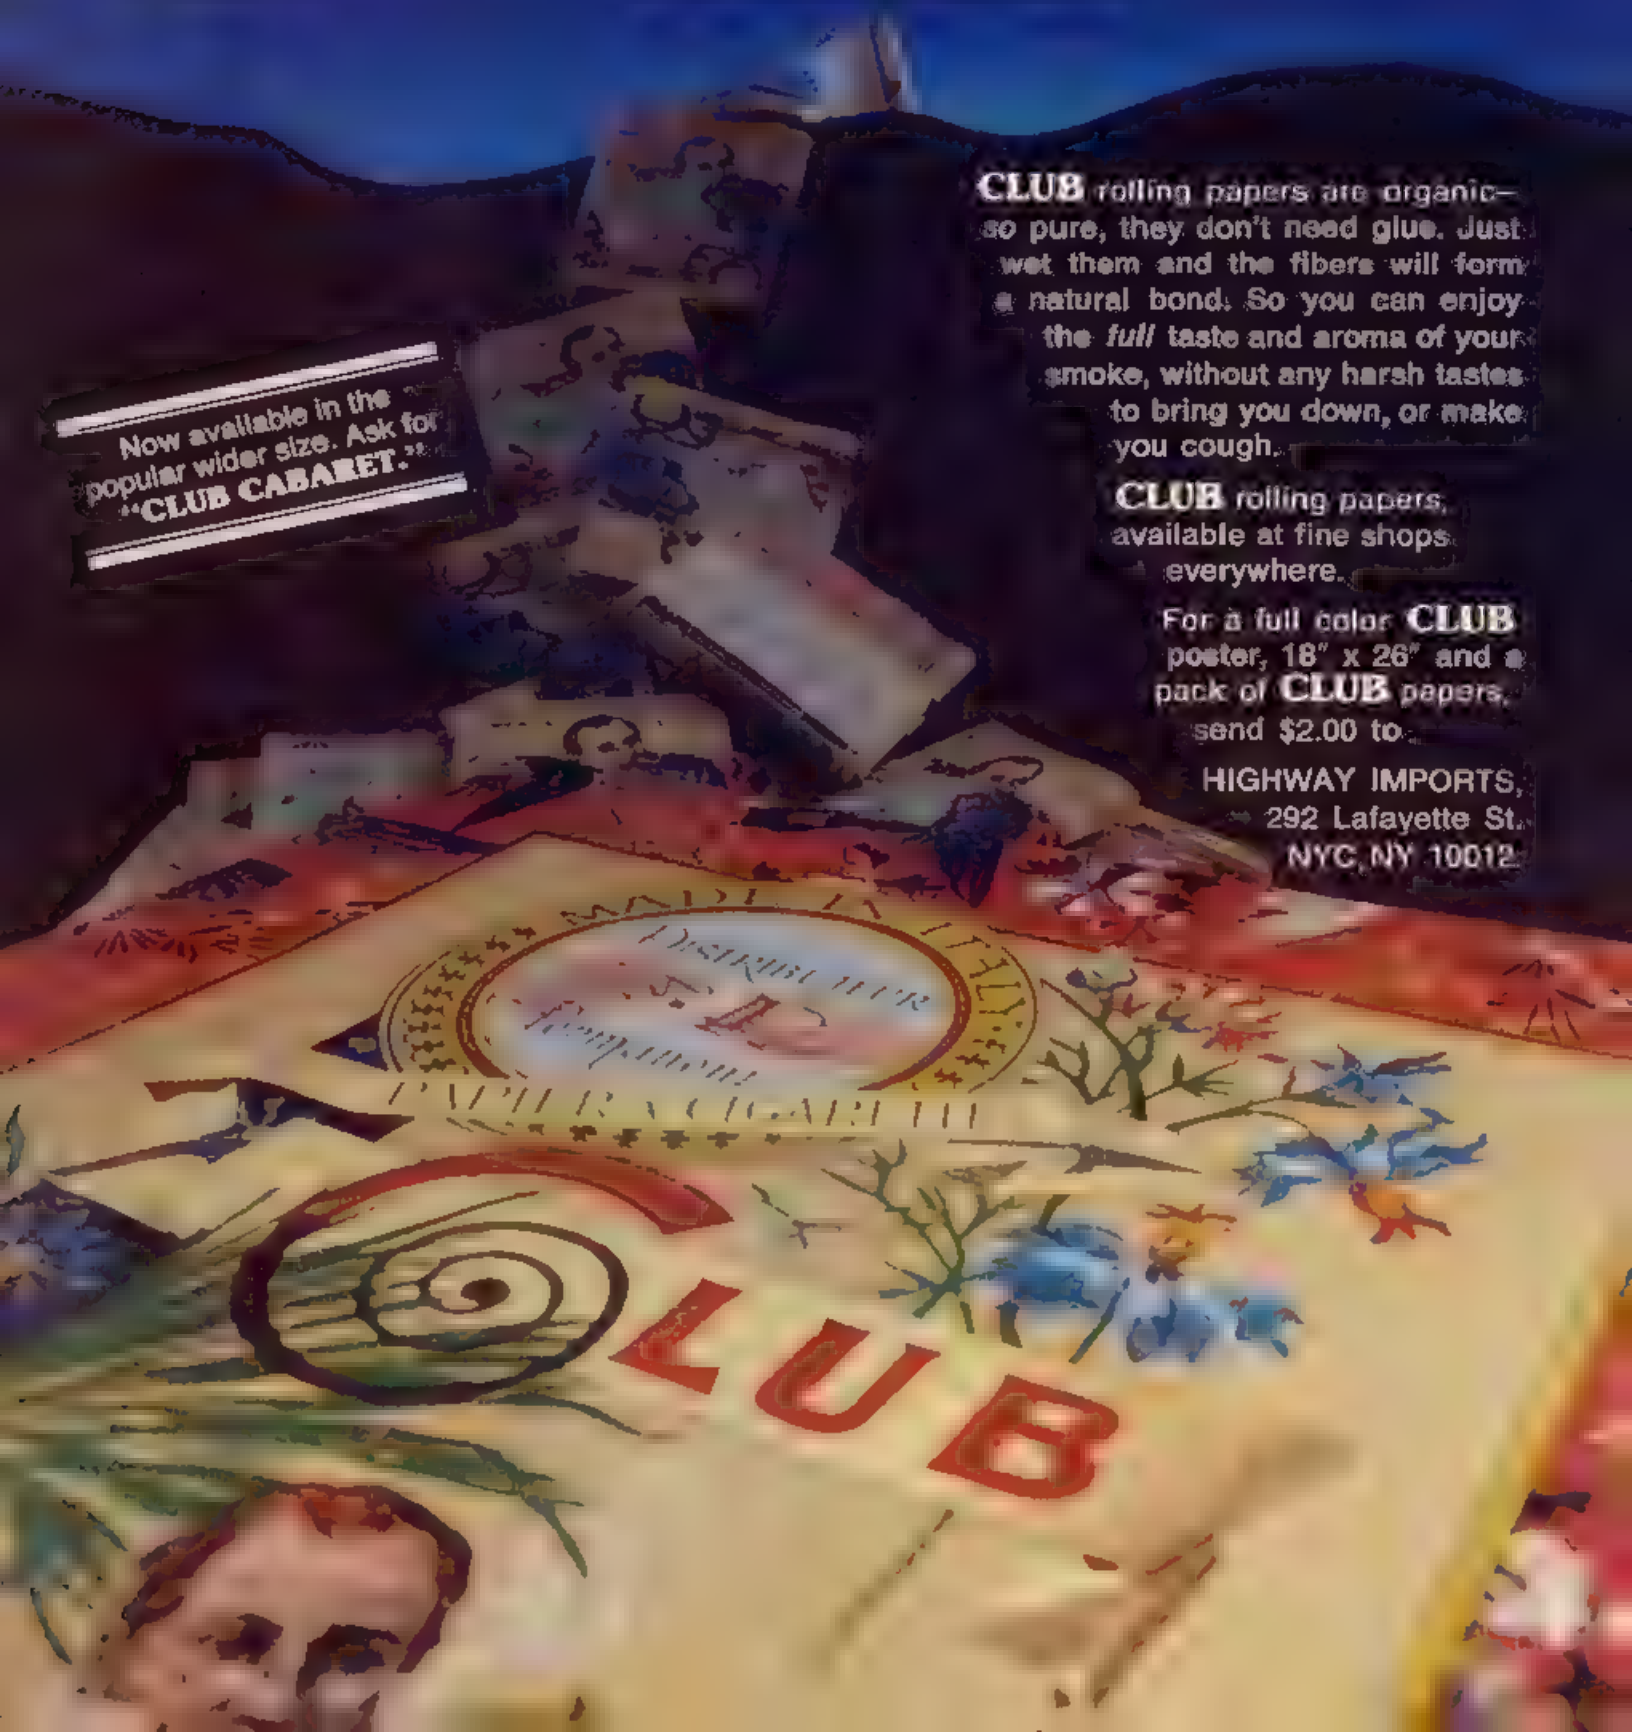 CLUB rolling papers are organic—
so pure, they don't need glue. Just
wet them and the fibers will form
a natural bond. So you can enjoy
the full taste and aroma of your
smoke, without any harsh tastes
to bring you down, or make
you cough.
CLUB rolling papers,
available at fine shops
everywhere.
For a full color CLUB
poster, 18" x 26" and a
pack of CLUB papers,
send $2.00 to
HIGHWAY IMPORTS,
292 Lafayette St.
NYC, NY 10012
Now available in the
popular wider size. Ask for
"CLUB CABARET."
MADE IN ITALY
DISTRIBUTEUR
CLUB